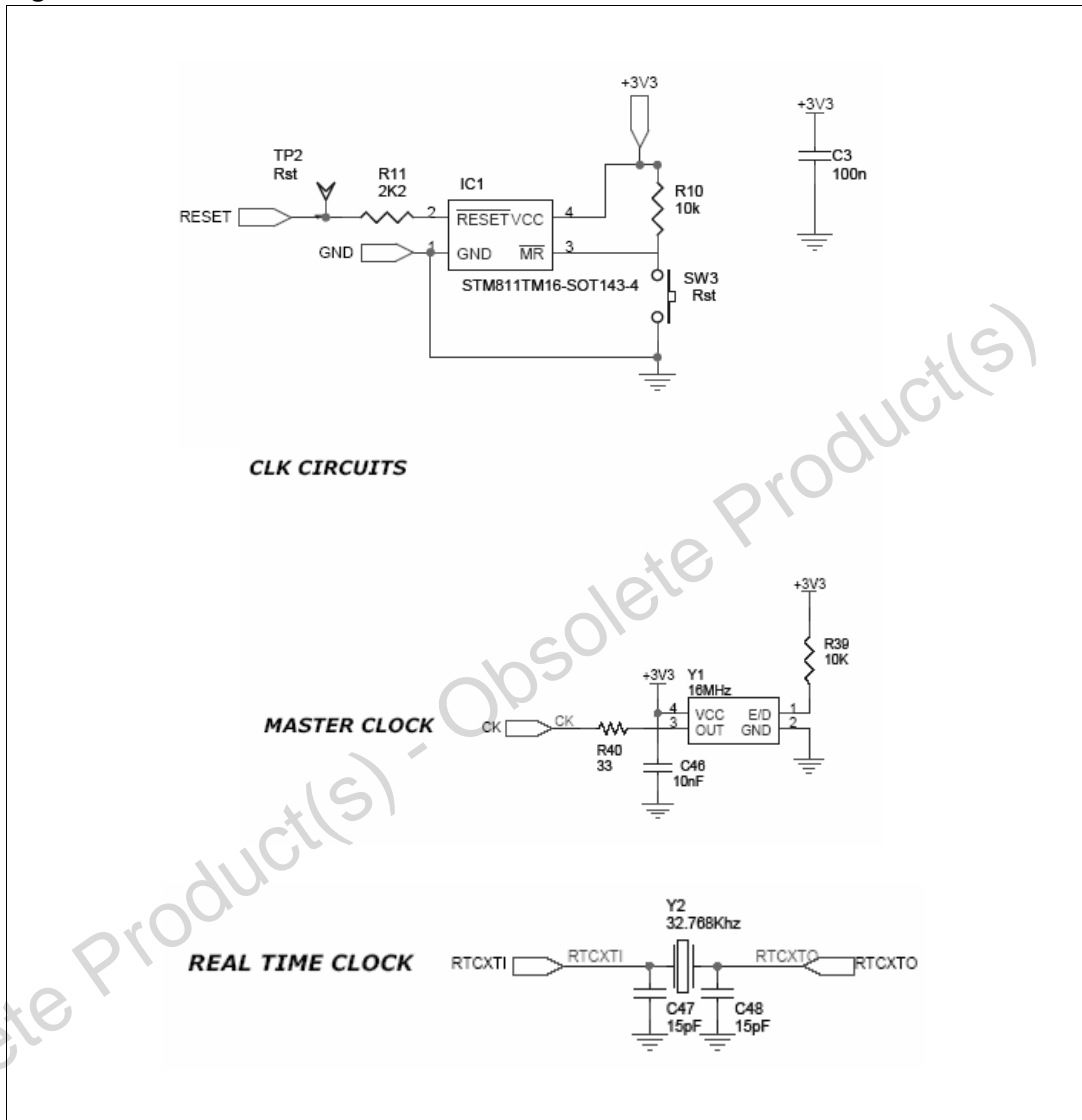 +3V3
+3V3
TP2
Rst
C3
100n
R11
2K2
IC1
R10
10k
RESET
2
RESET VCC
4
GND
1
GND
MR
3
STM811TM16-SOT143-4
SW3
Rst
CLK CIRCUITS
+3V3
R39
10K
+3V3
Y1
16MHz
MASTER CLOCK
CK
CK
4
VCC
E/D
1
3
OUT
GND
2
R40
33
C46
10nF
Y2
32.768Khz
REAL TIME CLOCK
RTCXTI
RTCXTI
RTCXTO
RTCXTO
C47
15pF
C48
15pF
Obsolete Product(s) - Obsolete Product(s)